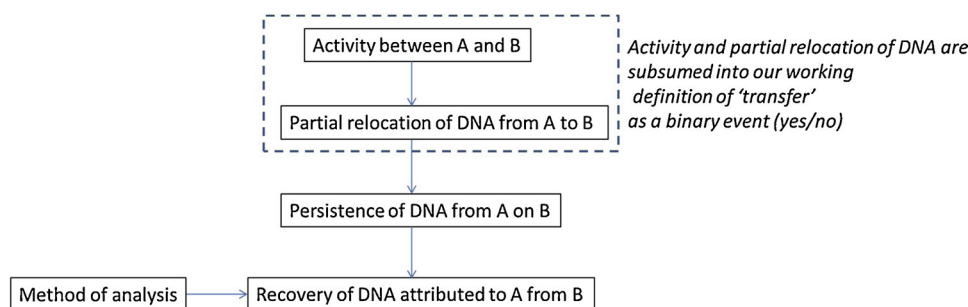 Activity between A and B
Activity and partial relocation of DNA are
subsumed into our working
definition of ‘transfer’
as a binary event (yes/no)
Partial relocation of DNA from A to B
Persistence of DNA from A on B
Method of analysis
Recovery of DNA attributed to A from B